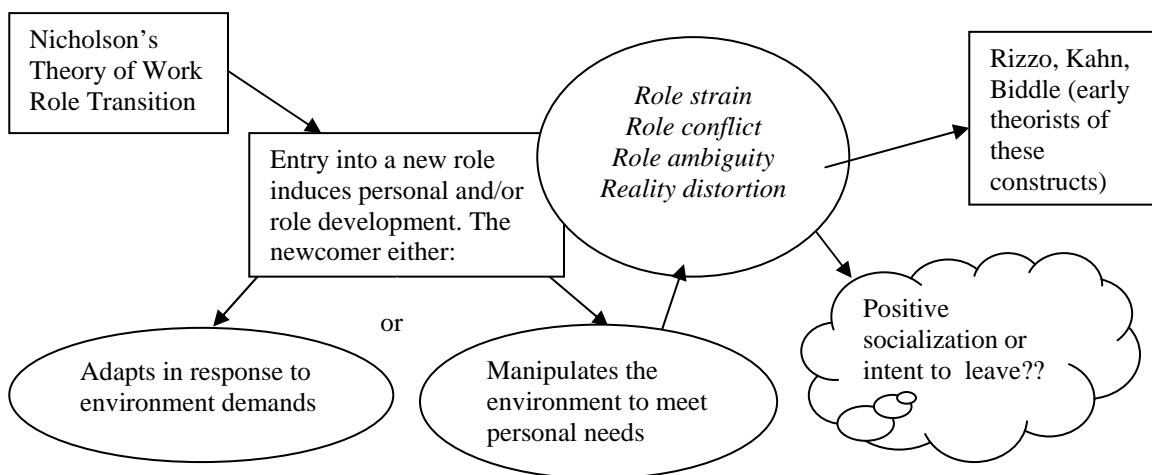 Nicholson’s
Theory of Work
Role Transition
Entry into a new role
induces personal and/or
role development. The
newcomer either:
or
Adapts in response to
environment demands
Manipulates the
environment to meet
personal needs
Role strain
Role conflict
Role ambiguity
Reality distortion
Rizzo, Kahn,
Biddle (early
theorists of
these
constructs)
Positive
socialization or
intent to  leave??